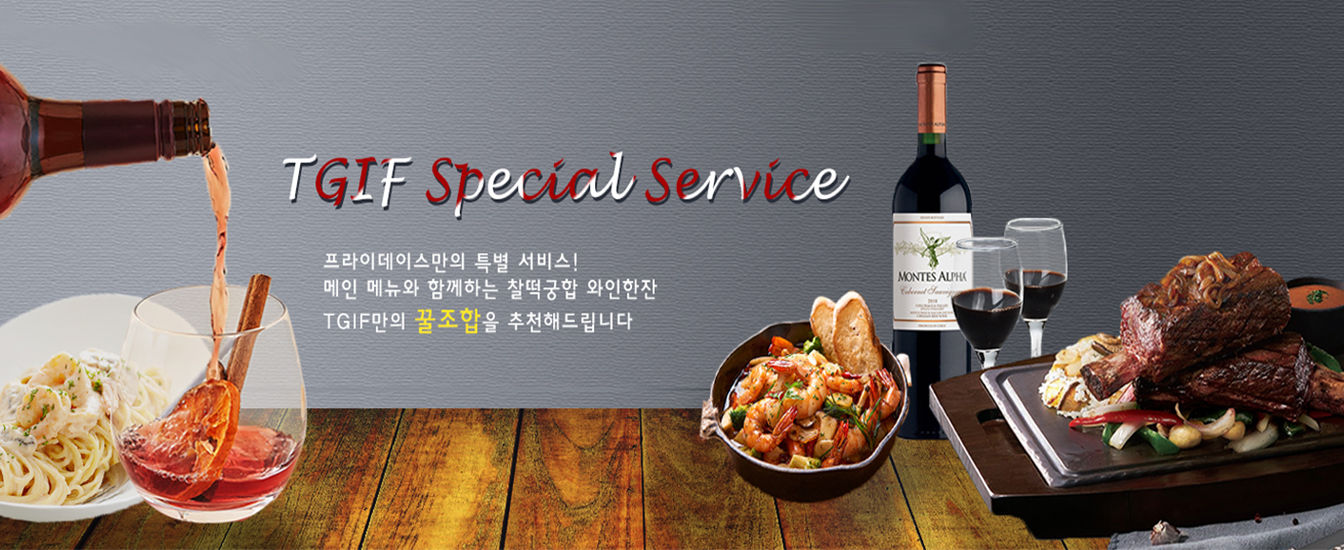 TGIF Special Service
프라이데이스만의 특별 서비스!
메인 메뉴와 함께하는 찰떡궁합 와인한잔
TGIF만의 꿀조합을 추천해드립니다
MONTES ALPHA
Cabernet Sauvignon